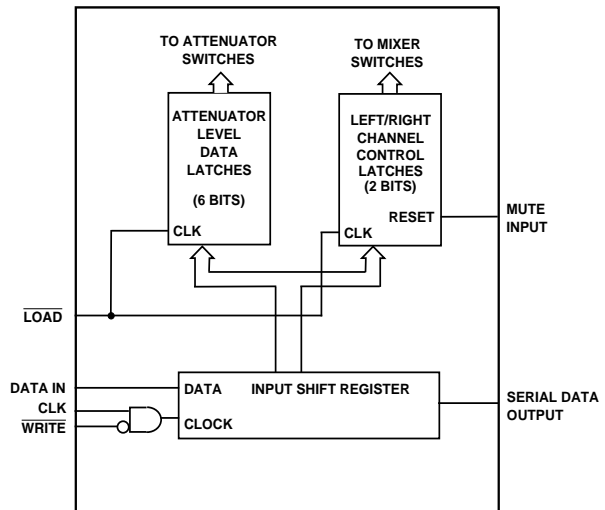 TO ATTENUATOR
SWITCHES
TO MIXER
SWITCHES
ATTENUATOR
LEVEL
DATA
LATCHES
(6 BITS)
CLK
LEFT/RIGHT
CHANNEL
CONTROL
LATCHES
(2 BITS)
RESET
CLK
MUTE
INPUT
LOAD
DATA IN
CLK
WRITE
DATA
INPUT SHIFT REGISTER
CLOCK
SERIAL DATA
OUTPUT